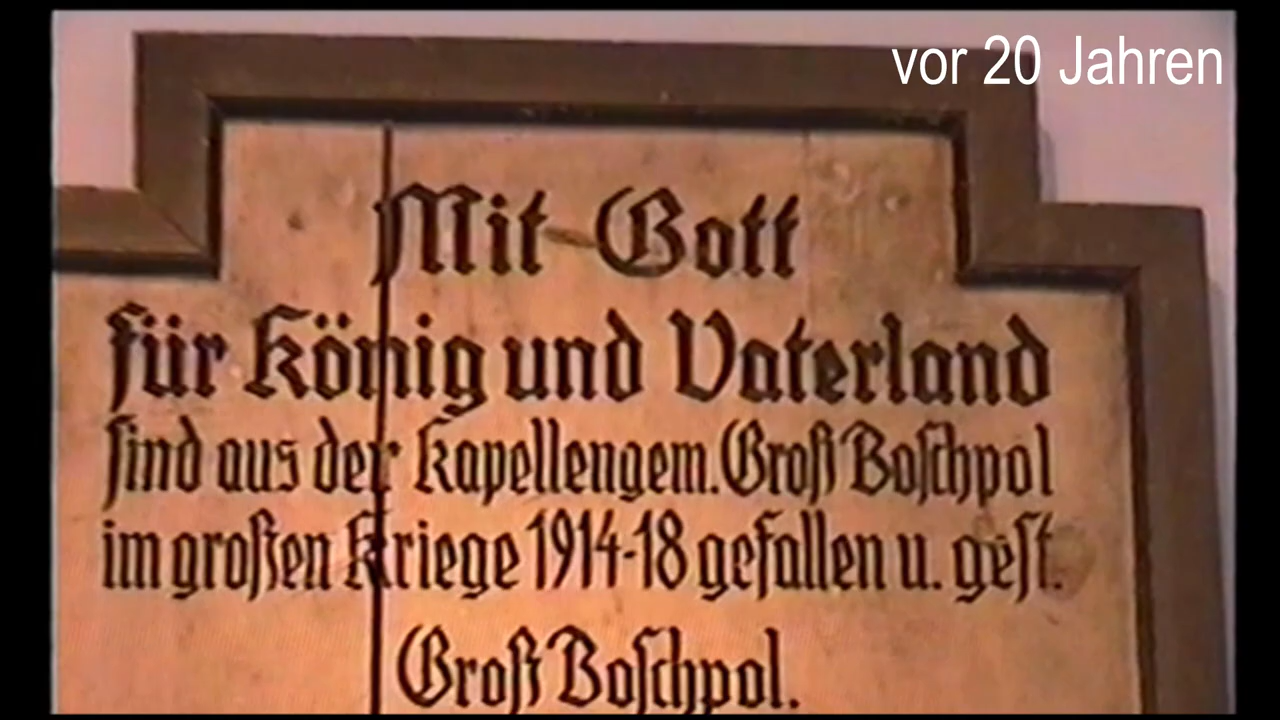 vor 20 Jahren
Mit Gott
für König und Vaterland
sind aus der Kapellengem. Groß Boschpol
im großen Kriege 1914-18 gefallen u. gest.
Groß Boschpol.